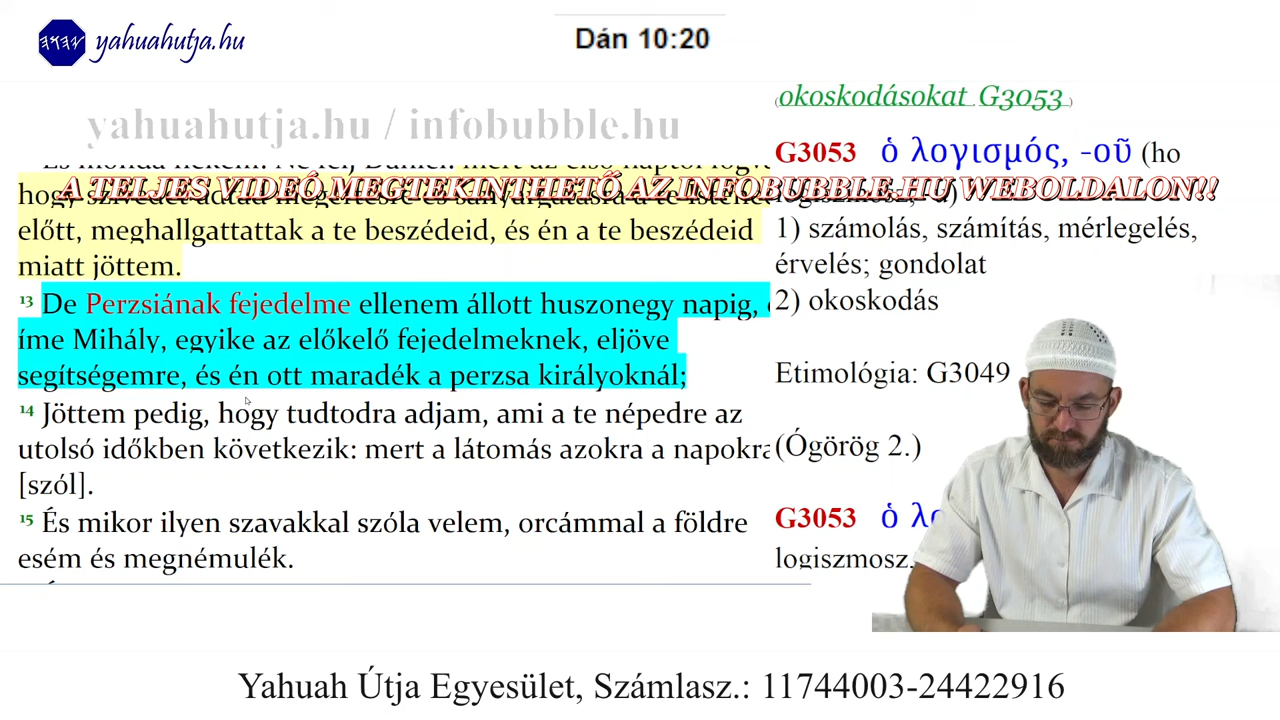 yahuahutja.hu
Dán 10:20
yahuahutja.hu / infobubble.hu
A TELJES VIDEÓ MEGTEKINTHETŐ AZ INFOBUBBLE.HU WEBOLDALON!!
előtt, meghallgattattak a te beszédeid, és én a te beszédeid
miatt jöttem.
13 De Perzsiának fejedelme ellenem állott huszonegy napig,
íme Mihály, egyike az előkelő fejedelmeknek, eljöve
segítségemre, és én ott maradék a perzsa királyoknál;
14 Jöttem pedig, hogy tudtodra adjam, ami a te népedre az
utolsó időkben következik: mert a látomás azokra a napokra
[szól].
15 És mikor ilyen szavakkal szóla velem, orcámmal a földre
esém és megnémulék.
okoskodásokat G3053
G3053 ὁ λογισμός, -οῦ (ho
1) számolás, számítás, mérlegelés,
érvelés; gondolat
2) okoskodás
Etimológia: G3049
(Ógörög 2.)
G3053 ὁ
logiszmosz,
Yahuah Útja Egyesület, Számlasz.: 11744003-24422916